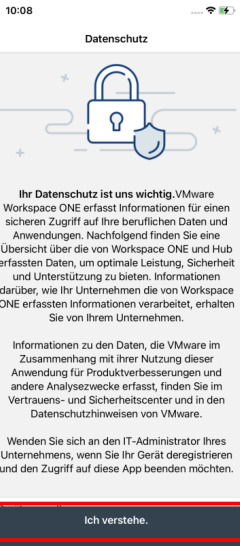 10:08
Datenschutz
Ihr Datenschutz ist uns wichtig.VMware
Workspace ONE erfasst Informationen für einen
sicheren Zugriff auf Ihre beruflichen Daten und
Anwendungen. Nachfolgend finden Sie eine
Übersicht über die von Workspace ONE und Hub
erfassten Daten, um optimale Leistung, Sicherheit
und Unterstützung zu bieten. Informationen
darüber, wie Ihr Unternehmen die von Workspace
ONE erfassten Informationen verarbeitet, erhalten
Sie von Ihrem Unternehmen.
Informationen zu den Daten, die VMware im
Zusammenhang mit ihrer Nutzung dieser
Anwendung für Produktverbesserungen und
andere Analysezwecke erfasst, finden Sie im
Vertrauens- und Sicherheitscenter und in den
Datenschutzhinweisen von VMware.
Wenden Sie sich an den IT-Administrator Ihres
Unternehmens, wenn Sie Ihr Gerät deregistrieren
und den Zugriff auf diese App beenden möchten.
Ich verstehe.